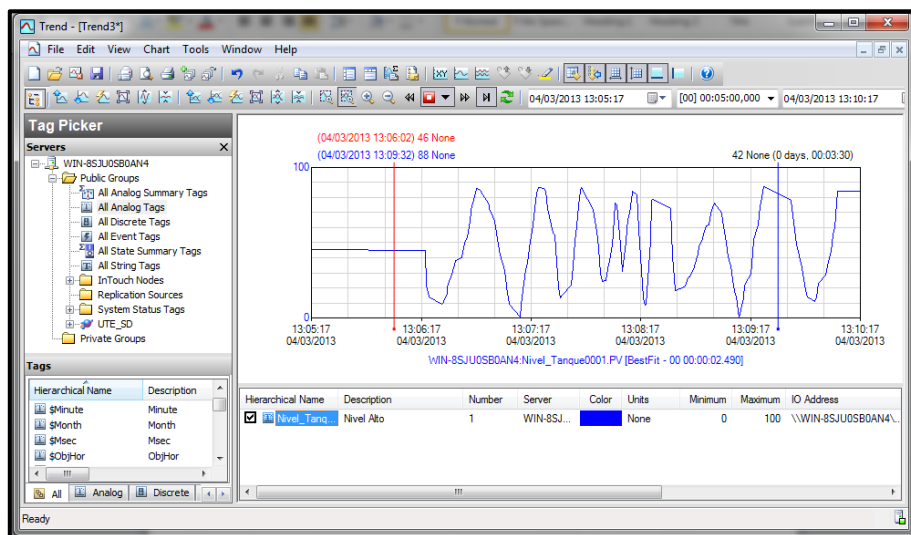 Trend - [Trend3*]
File Edit View Chart Tools Window Help
04/03/2013 13:05:17 [00] 00:05:00,000 04/03/2013 13:10:17
Tag Picker
Servers
WIN-8SJU0SB0AN4
Public Groups
All Analog Summary Tags
All Analog Tags
All Discrete Tags
All Event Tags
All State Summary Tags
All String Tags
InTouch Nodes
Replication Sources
System Status Tags
UTE_SD
Private Groups
Tags
Hierarchical Name Description
$Minute Minute
$Month Month
$Msec Msec
$ObjHor ObjHor
All Analog Discrete
Ready
(04/03/2013 13:06:02) 46 None
(04/03/2013 13:09:32) 88 None
42 None (0 days, 00:03:30)
100
0
13:05:17 13:06:17 13:07:17 13:08:17 13:09:17 13:10:17
04/03/2013 04/03/2013 04/03/2013 04/03/2013 04/03/2013 04/03/2013
WIN-8SJU0SB0AN4:Nivel_Tanque0001.PV [BestFit - 00 00:00:02.490]
Hierarchical Name Description Number Server Color Units Minimum Maximum IO Address
Nivel_Tanq... Nivel Alto 1 WIN-8SJ... None 0 100 \\WIN-8SJU0SB0AN4\..